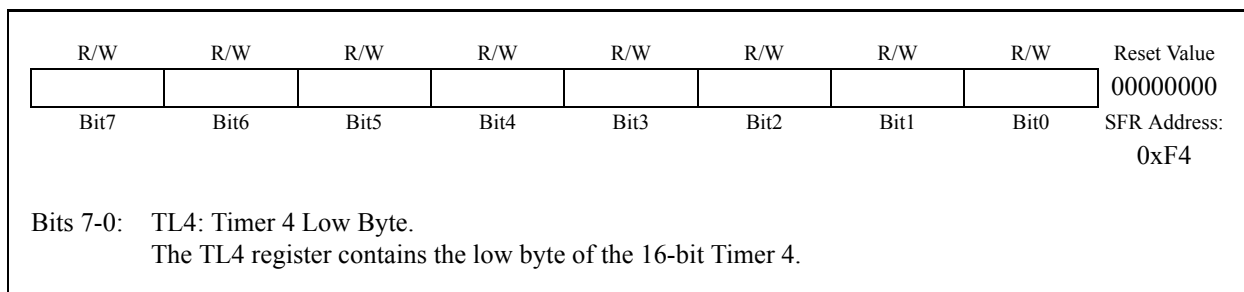 R/W R/W R/W R/W R/W R/W R/W R/W Reset Value
00000000
Bit7 Bit6 Bit5 Bit4 Bit3 Bit2 Bit1 Bit0 SFR Address:
0xF4
Bits 7-0: TL4: Timer 4 Low Byte.
The TL4 register contains the low byte of the 16-bit Timer 4.